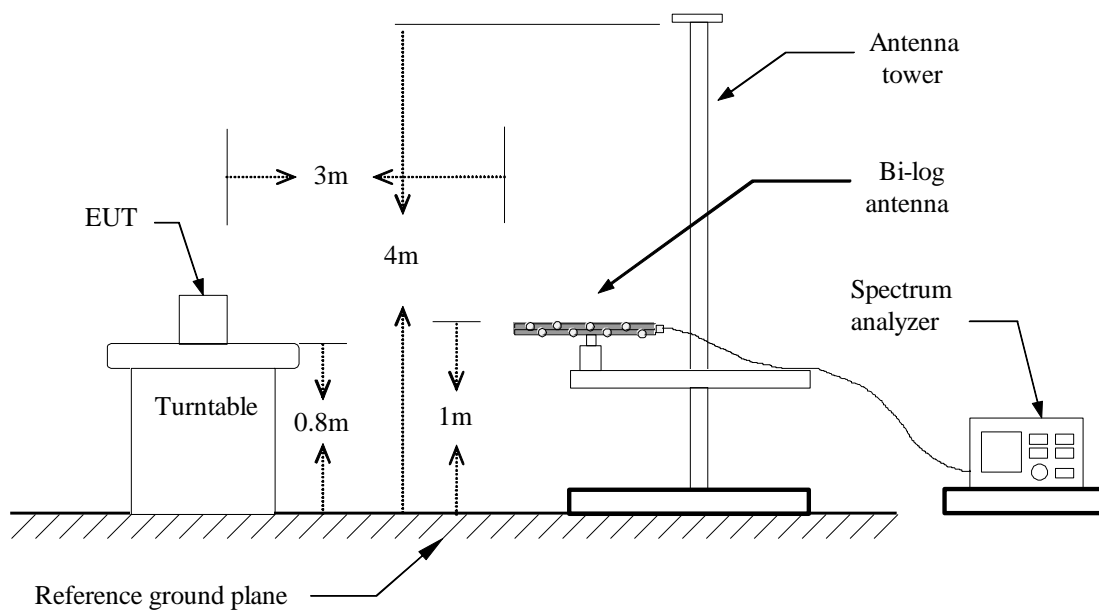 Antenna
tower
3m
Bi-log
antenna
EUT
4m
Spectrum
analyzer
Turntable
0.8m
1m
Reference ground plane